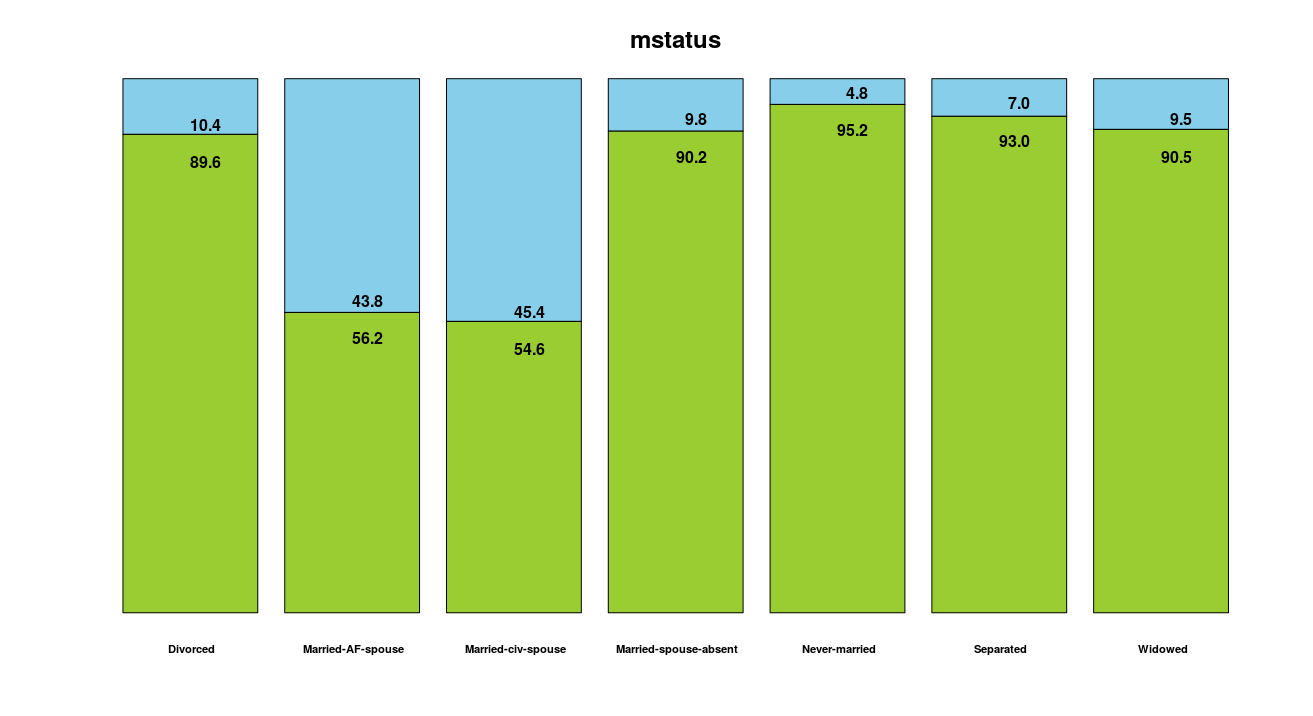 mstatus
10.4
89.6
43.8
56.2
45.4
54.6
9.8
90.2
4.8
95.2
7.0
93.0
9.5
90.5
Divorced
Married-AF-spouse
Married-civ-spouse
Married-spouse-absent
Never-married
Separated
Widowed